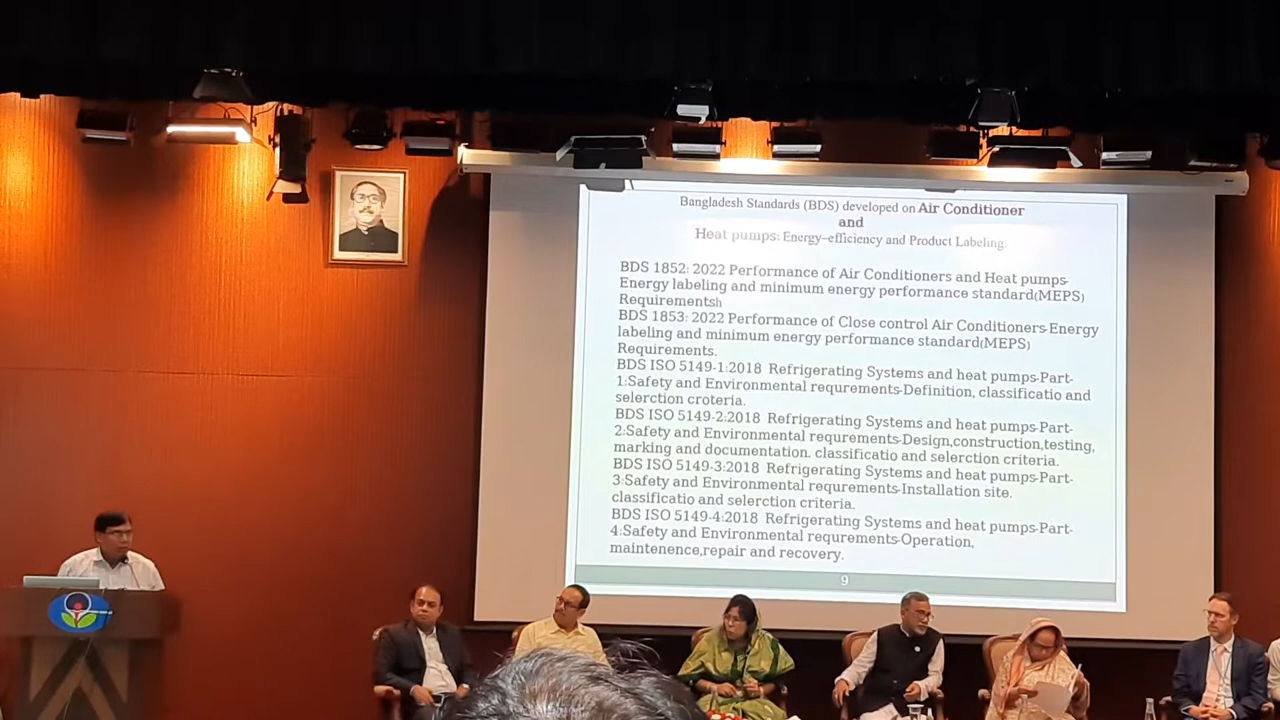 Bangladesh Standards (BDS) developed on Air Conditioner
and
Heat pumps: Energy–efficiency and Product Labeling.
BDS 1852: 2022 Performance of Air Conditioners and Heat pumps-
Energy labeling and minimum energy performance standard(MEPS)
Requirementsh
BDS 1853: 2022 Performance of Close control Air Conditioners-Energy
labeling and minimum energy performance standard(MEPS)
Requirements.
BDS ISO 5149-1:2018 Refrigerating Systems and heat pumps-Part-
1:Safety and Environmental requrements-Definition, classificatio and
selerction croteria.
BDS ISO 5149-2:2018 Refrigerating Systems and heat pumps-Part-
2:Safety and Environmental requrements-Design,construction,testing,
marking and documentation. classificatio and selerction criteria.
BDS ISO 5149-3:2018 Refrigerating Systems and heat pumps-Part-
3:Safety and Environmental requrements-Installation site.
classificatio and selerction criteria.
BDS ISO 5149-4:2018 Refrigerating Systems and heat pumps-Part-
4:Safety and Environmental requrements-Operation,
maintenence,repair and recovery.
9